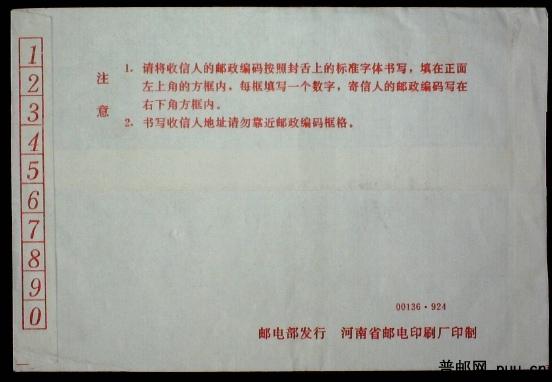 1
2
3
4
5
6
7
8
9
0
注意
1. 请将收信人的邮政编码按照封舌上的标准字体书写，填在正面
左上角的方框内，每框填写一个数字，寄信人的邮政编码写在
右下角方框内。
2. 书写收信人地址请勿靠近邮政编码框格。
00136·924
邮电部发行 河南省邮电印刷厂印制
普邮网 puu.cn